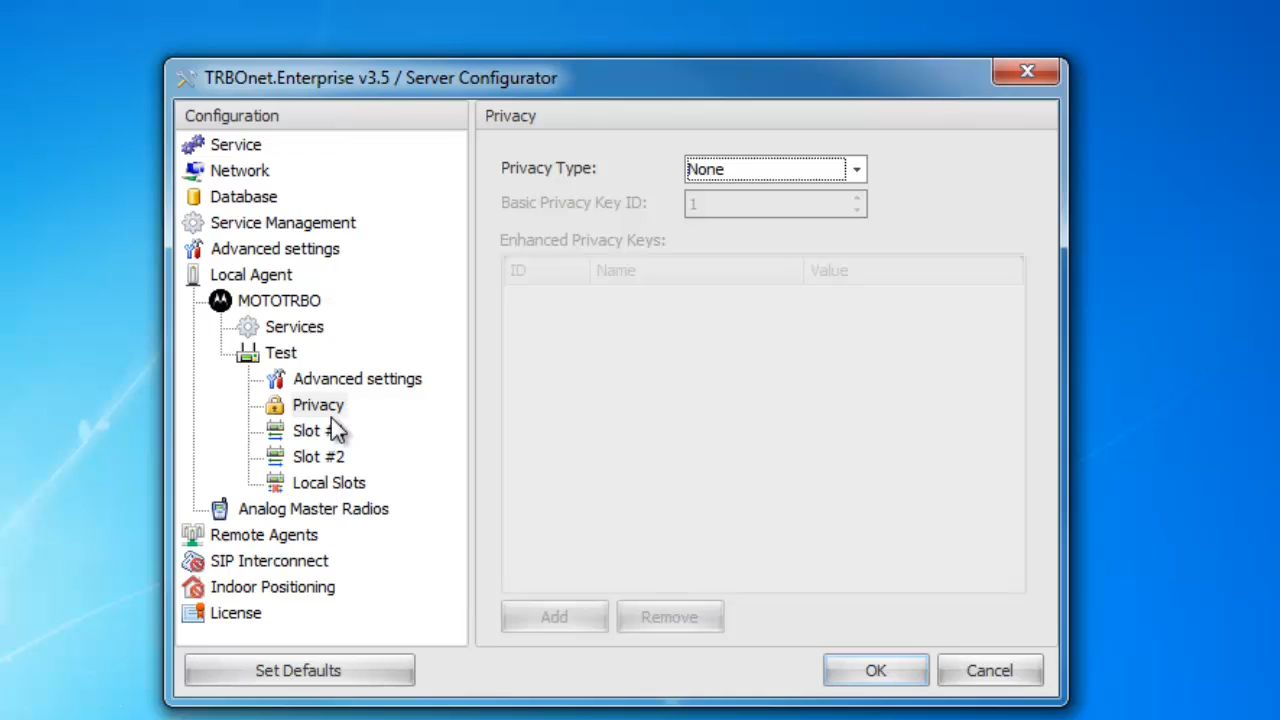 TRBOnet.Enterprise v3.5 / Server Configurator
Configuration
Service
Network
Database
Service Management
Advanced settings
Local Agent
MOTOTRBO
Services
Test
Advanced settings
Privacy
Slot #
Slot #2
Local Slots
Analog Master Radios
Remote Agents
SIP Interconnect
Indoor Positioning
License
Set Defaults
Privacy
Privacy Type: None
Basic Privacy Key ID: 1
Enhanced Privacy Keys:
ID Name Value
Add Remove
OK Cancel